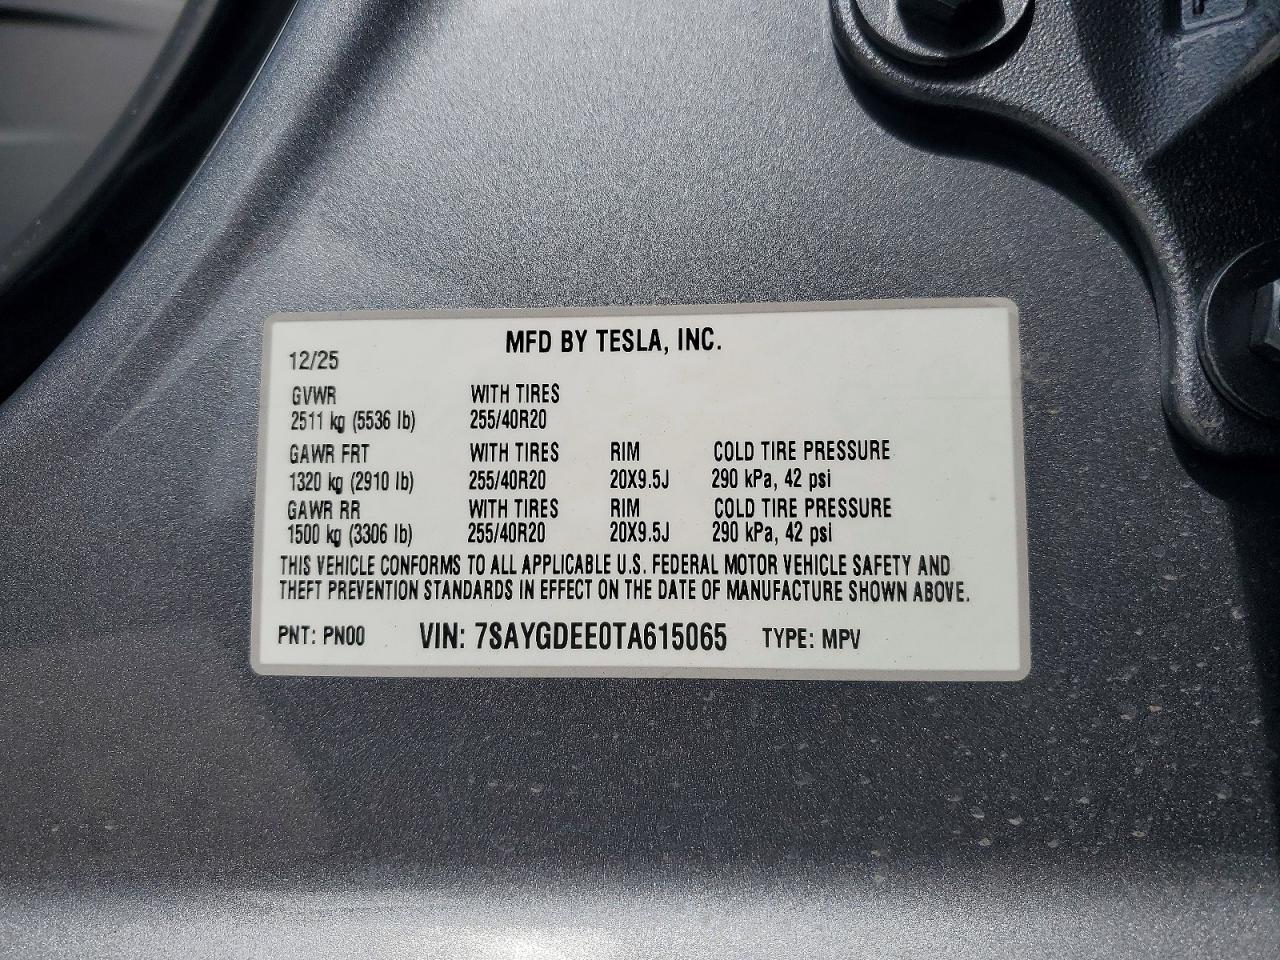 MFD BY TESLA, INC.
12/25
GVWR WITH TIRES
2511 kg (5536 lb) 255/40R20
GAWR FRT WITH TIRES RIM COLD TIRE PRESSURE
1320 kg (2910 lb) 255/40R20 20X9.5J 290 kPa, 42 psi
GAWR RR WITH TIRES RIM COLD TIRE PRESSURE
1500 kg (3306 lb) 255/40R20 20X9.5J 290 kPa, 42 psi
THIS VEHICLE CONFORMS TO ALL APPLICABLE U.S. FEDERAL MOTOR VEHICLE SAFETY AND
THEFT PREVENTION STANDARDS IN EFFECT ON THE DATE OF MANUFACTURE SHOWN ABOVE.
PNT: PN00 VIN: 7SAYGDEE0TA615065 TYPE: MPV